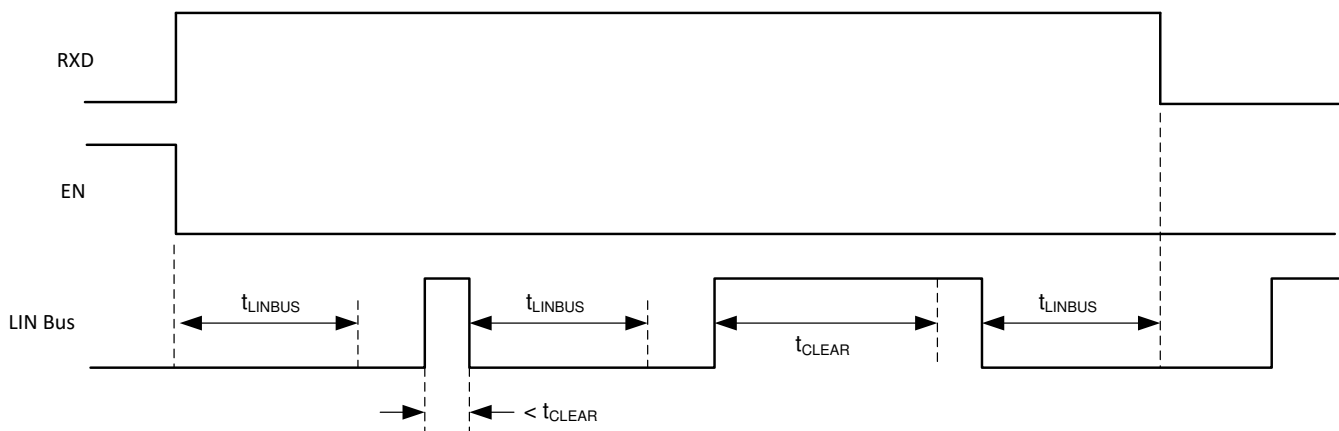 RXD
EN
LIN Bus
tLINBUS
tLINBUS
tCLEAR
tLINBUS
< tCLEAR